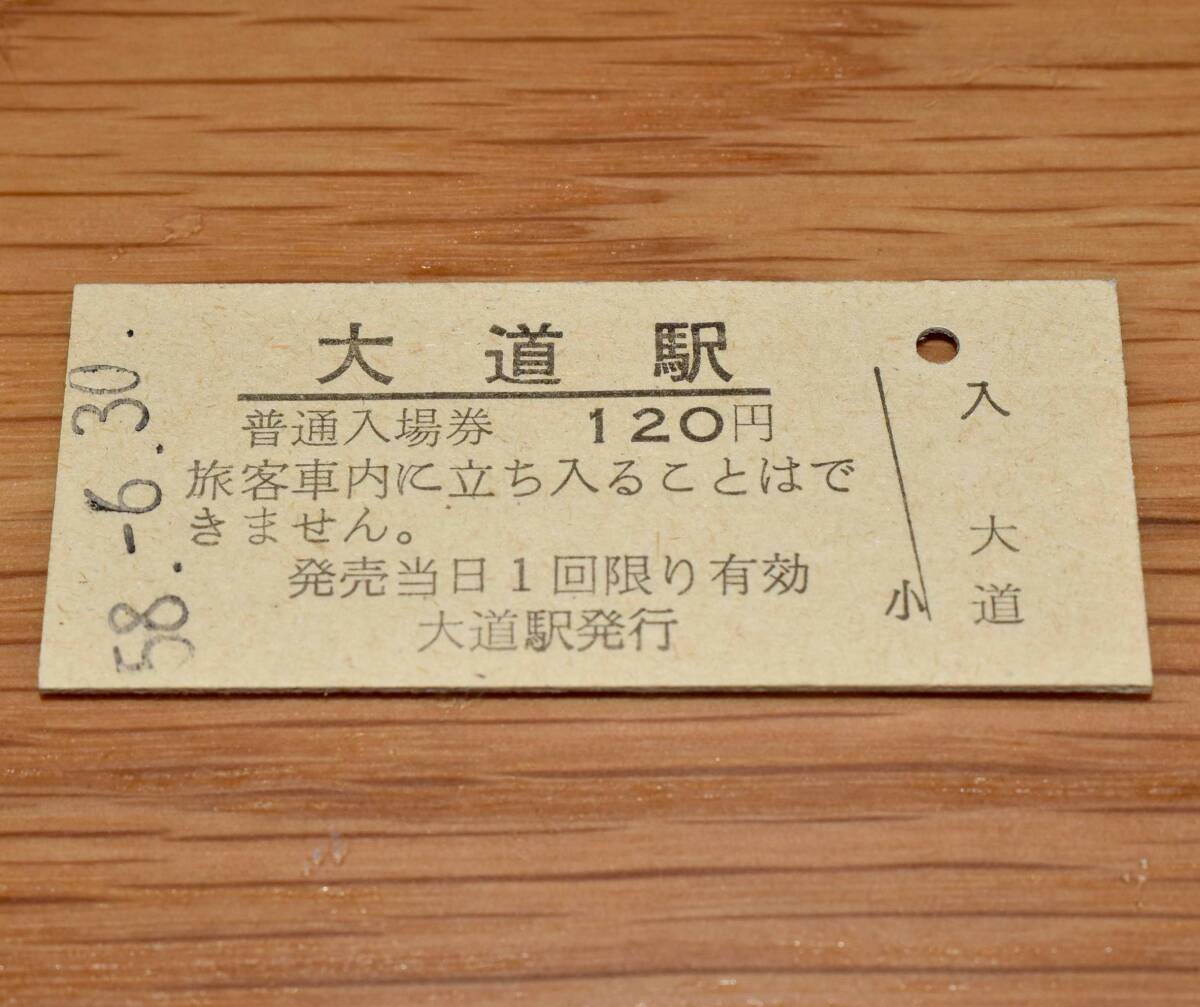 大道駅
普通入場券 120円
旅客車内に立ち入ることはで
きません。
発売当日1回限り有効
大道駅発行
小
入
大道
58.-6.30.